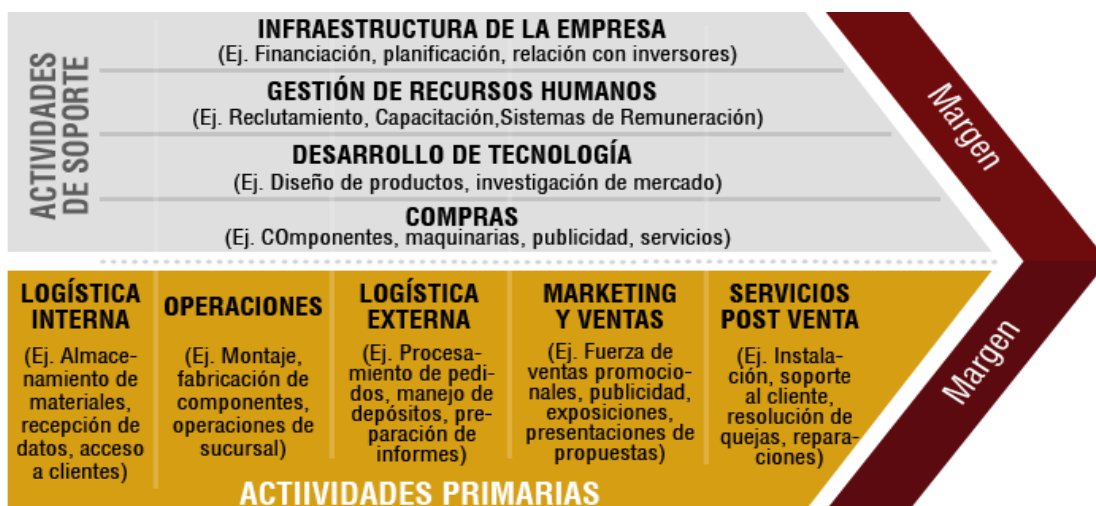 ACTIVIDADES
DE SOPORTE
INFRAESTRUCTURA DE LA EMPRESA
(Ej. Financiación, planificación, relación con inversores)
GESTIÓN DE RECURSOS HUMANOS
(Ej. Reclutamiento, Capacitación,Sistemas de Remuneración)
DESARROLLO DE TECNOLOGÍA
(Ej. Diseño de productos, investigación de mercado)
COMPRAS
(Ej. COmponentes, maquinarias, publicidad, servicios)
Margen
LOGÍSTICA
INTERNA
(Ej. Almace-
namiento de
materiales,
recepción de
datos, acceso
a clientes)
OPERACIONES
(Ej. Montaje,
fabricación de
componentes,
operaciones de
sucursal)
LOGÍSTICA
EXTERNA
(Ej. Procesa-
miento de pedi-
dos, manejo de
depósitos, pre-
paración de
informes)
MARKETING
Y VENTAS
(Ej. Fuerza de
ventas promocio-
nales, publicidad,
exposiciones,
presentaciones de
propuestas)
SERVICIOS
POST VENTA
(Ej. Instala-
ción, soporte
al cliente,
resolución de
quejas, repara-
ciones)
Margen
ACTIIVIDADES PRIMARIAS